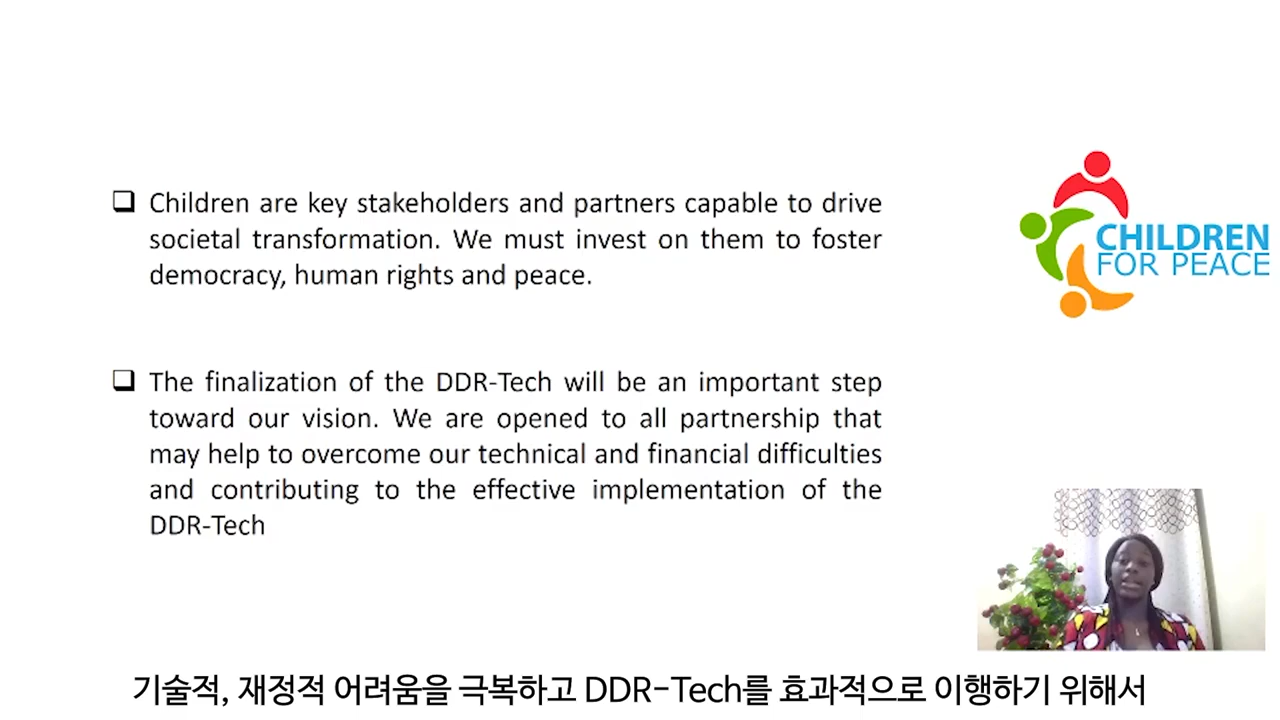 Children are key stakeholders and partners capable to drive
societal transformation. We must invest on them to foster
democracy, human rights and peace.
CHILDREN
FOR PEACE
The finalization of the DDR-Tech will be an important step
toward our vision. We are opened to all partnership that
may help to overcome our technical and financial difficulties
and contributing to the effective implementation of the
DDR-Tech
기술적, 재정적 어려움을 극복하고 DDR-Tech를 효과적으로 이행하기 위해서